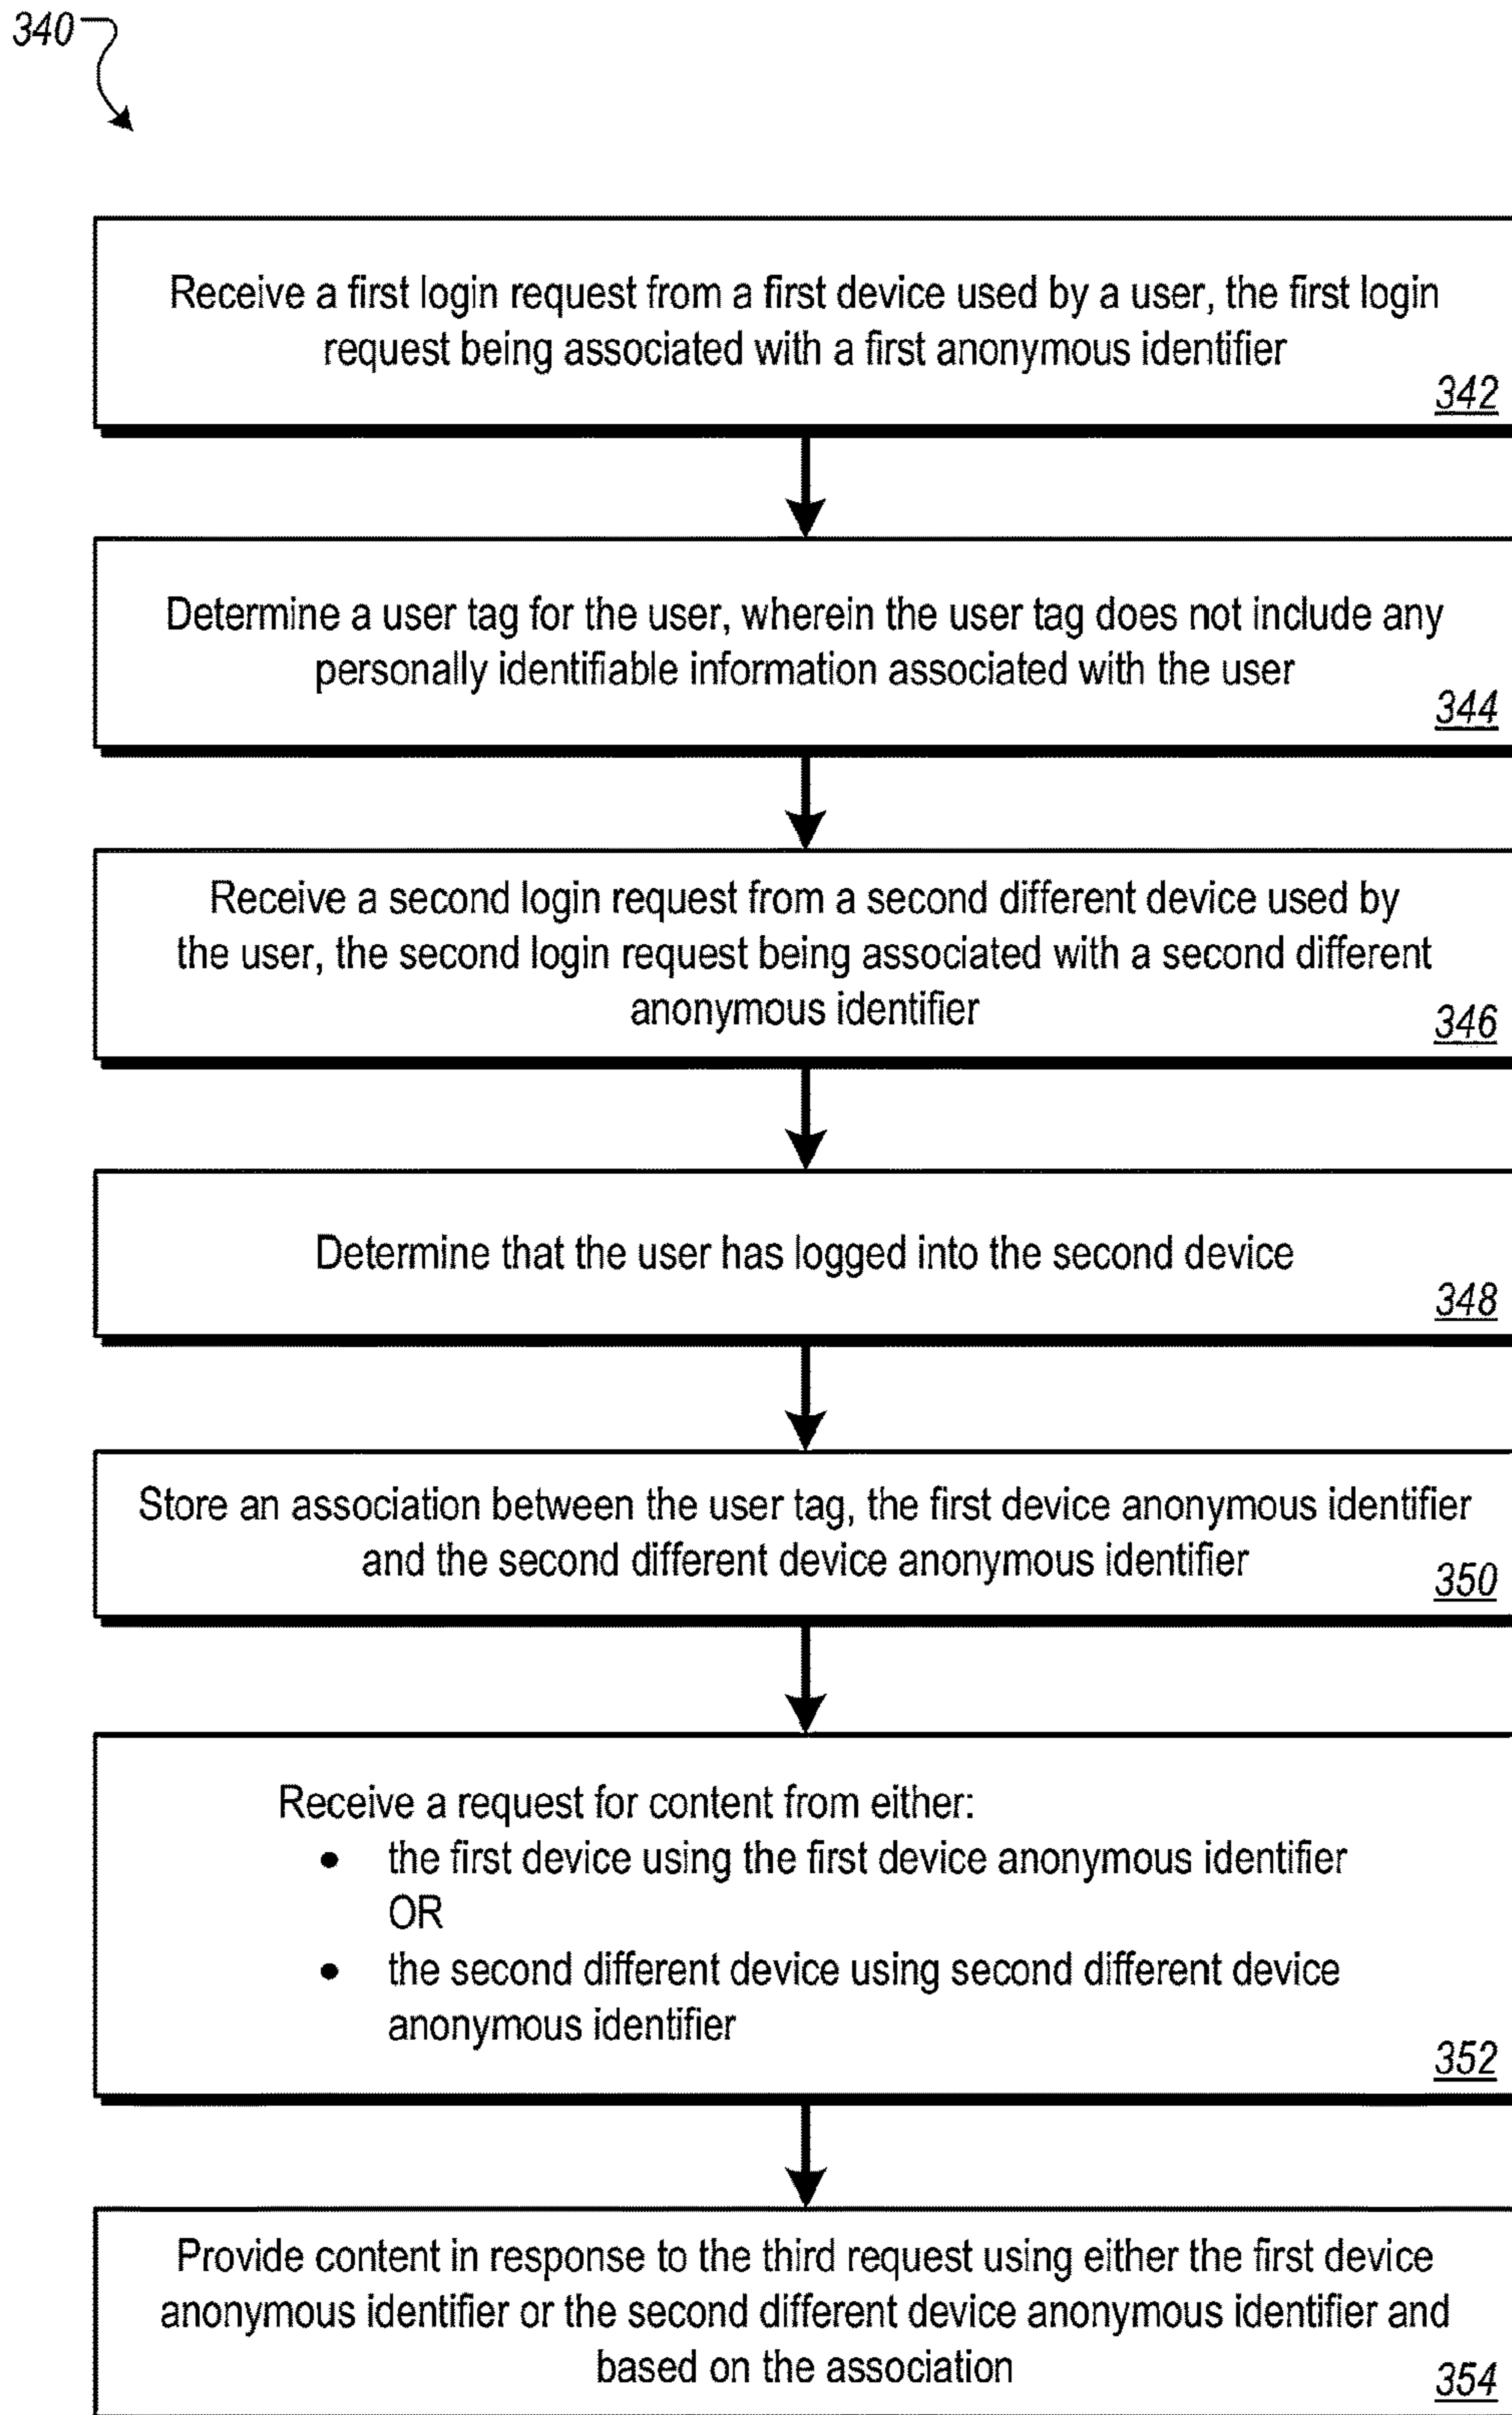 340
Receive a first login request from a first device used by a user, the first login
request being associated with a first anonymous identifier
342
Determine a user tag for the user, wherein the user tag does not include any
personally identifiable information associated with the user
344
Receive a second login request from a second different device used by
the user, the second login request being associated with a second different
anonymous identifier
346
Determine that the user has logged into the second device
348
Store an association between the user tag, the first device anonymous identifier
and the second different device anonymous identifier
350
Receive a request for content from either:
• the first device using the first device anonymous identifier
OR
• the second different device using second different device
anonymous identifier
352
Provide content in response to the third request using either the first device
anonymous identifier or the second different device anonymous identifier and
based on the association
354